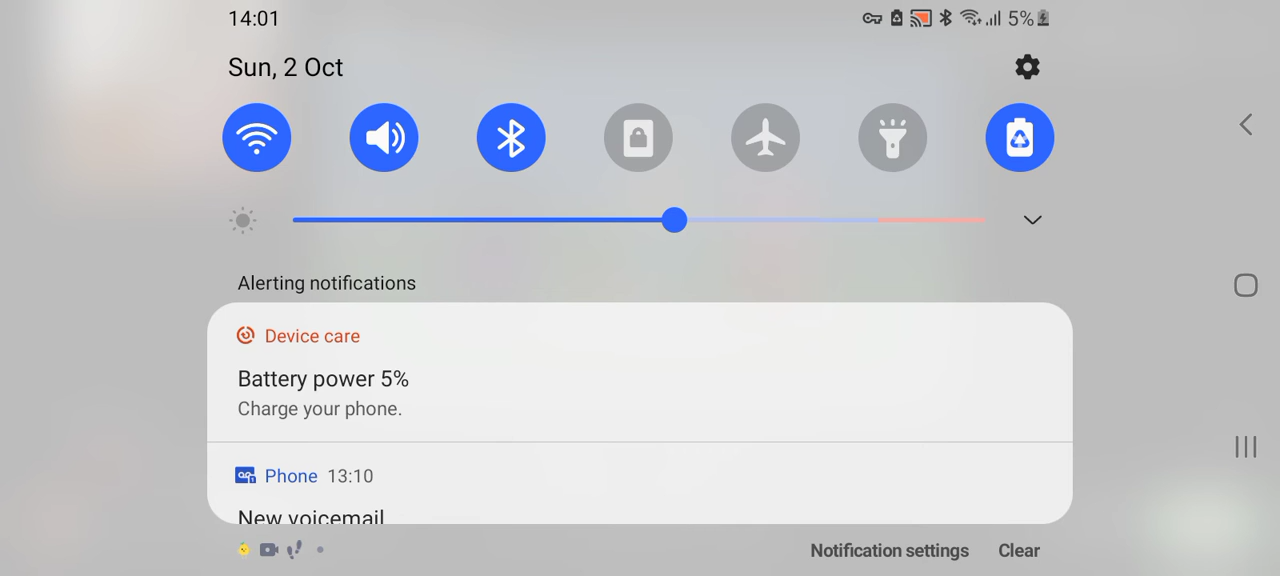 14:01
5%
Sun, 2 Oct
Alerting notifications
Device care
Battery power 5%
Charge your phone.
Phone 13:10
New voicemail
Notification settings Clear